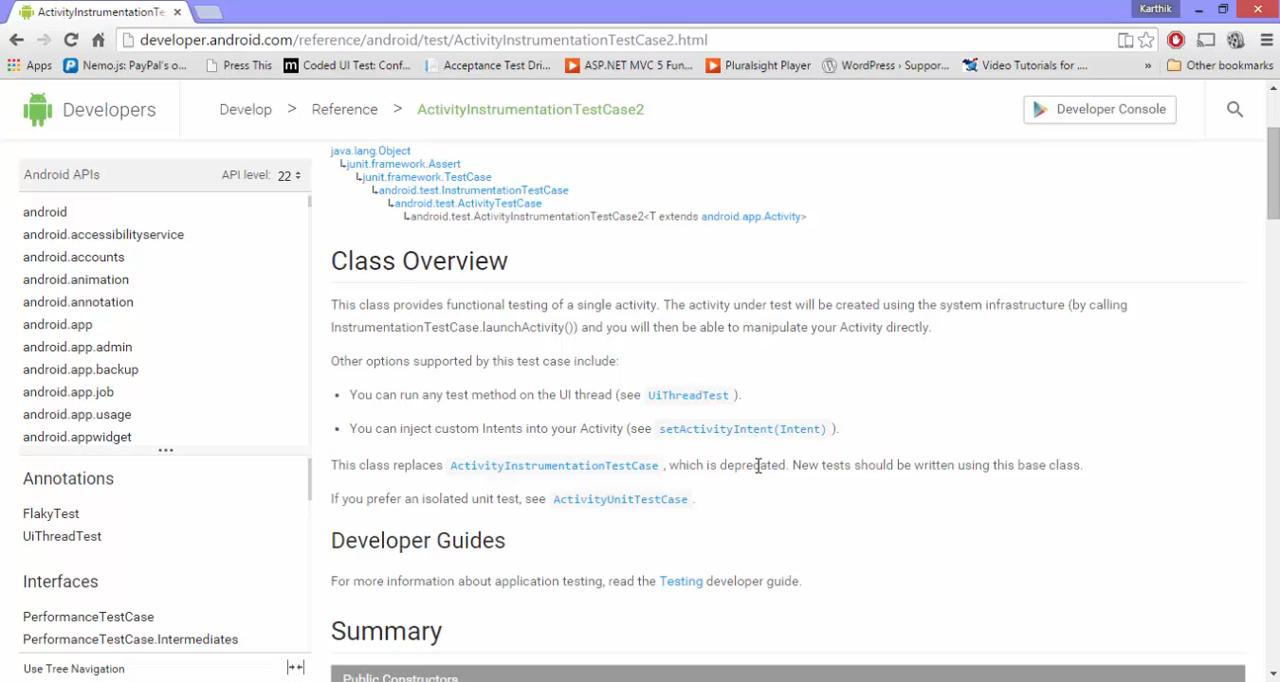 ActivityInstrumentationTe
Karthik
developer.android.com/reference/android/test/ActivityInstrumentationTestCase2.html
Apps Nemo.js: PayPal's o... Press This Coded UI Test: Conf... Acceptance Test Dri... ASP.NET MVC 5 Fun... Pluralsight Player WordPress › Suppor... Video Tutorials for .... » Other bookmarks
Developers Develop > Reference > ActivityInstrumentationTestCase2 Developer Console
Android APIs API level: 22
android
android.accessibilityservice
android.accounts
android.animation
android.annotation
android.app
android.app.admin
android.app.backup
android.app.job
android.app.usage
android.appwidget
Annotations
FlakyTest
UiThreadTest
Interfaces
PerformanceTestCase
PerformanceTestCase.Intermediates
Use Tree Navigation
java.lang.Object
↳junit.framework.Assert
↳junit.framework.TestCase
↳android.test.InstrumentationTestCase
↳android.test.ActivityTestCase
↳android.test.ActivityInstrumentationTestCase2<T extends android.app.Activity>
Class Overview
This class provides functional testing of a single activity. The activity under test will be created using the system infrastructure (by calling
InstrumentationTestCase.launchActivity()) and you will then be able to manipulate your Activity directly.
Other options supported by this test case include:
• You can run any test method on the UI thread (see UiThreadTest ).
• You can inject custom Intents into your Activity (see setActivityIntent(Intent) ).
This class replaces ActivityInstrumentationTestCase , which is deprecated. New tests should be written using this base class.
If you prefer an isolated unit test, see ActivityUnitTestCase .
Developer Guides
For more information about application testing, read the Testing developer guide.
Summary
Public Constructors